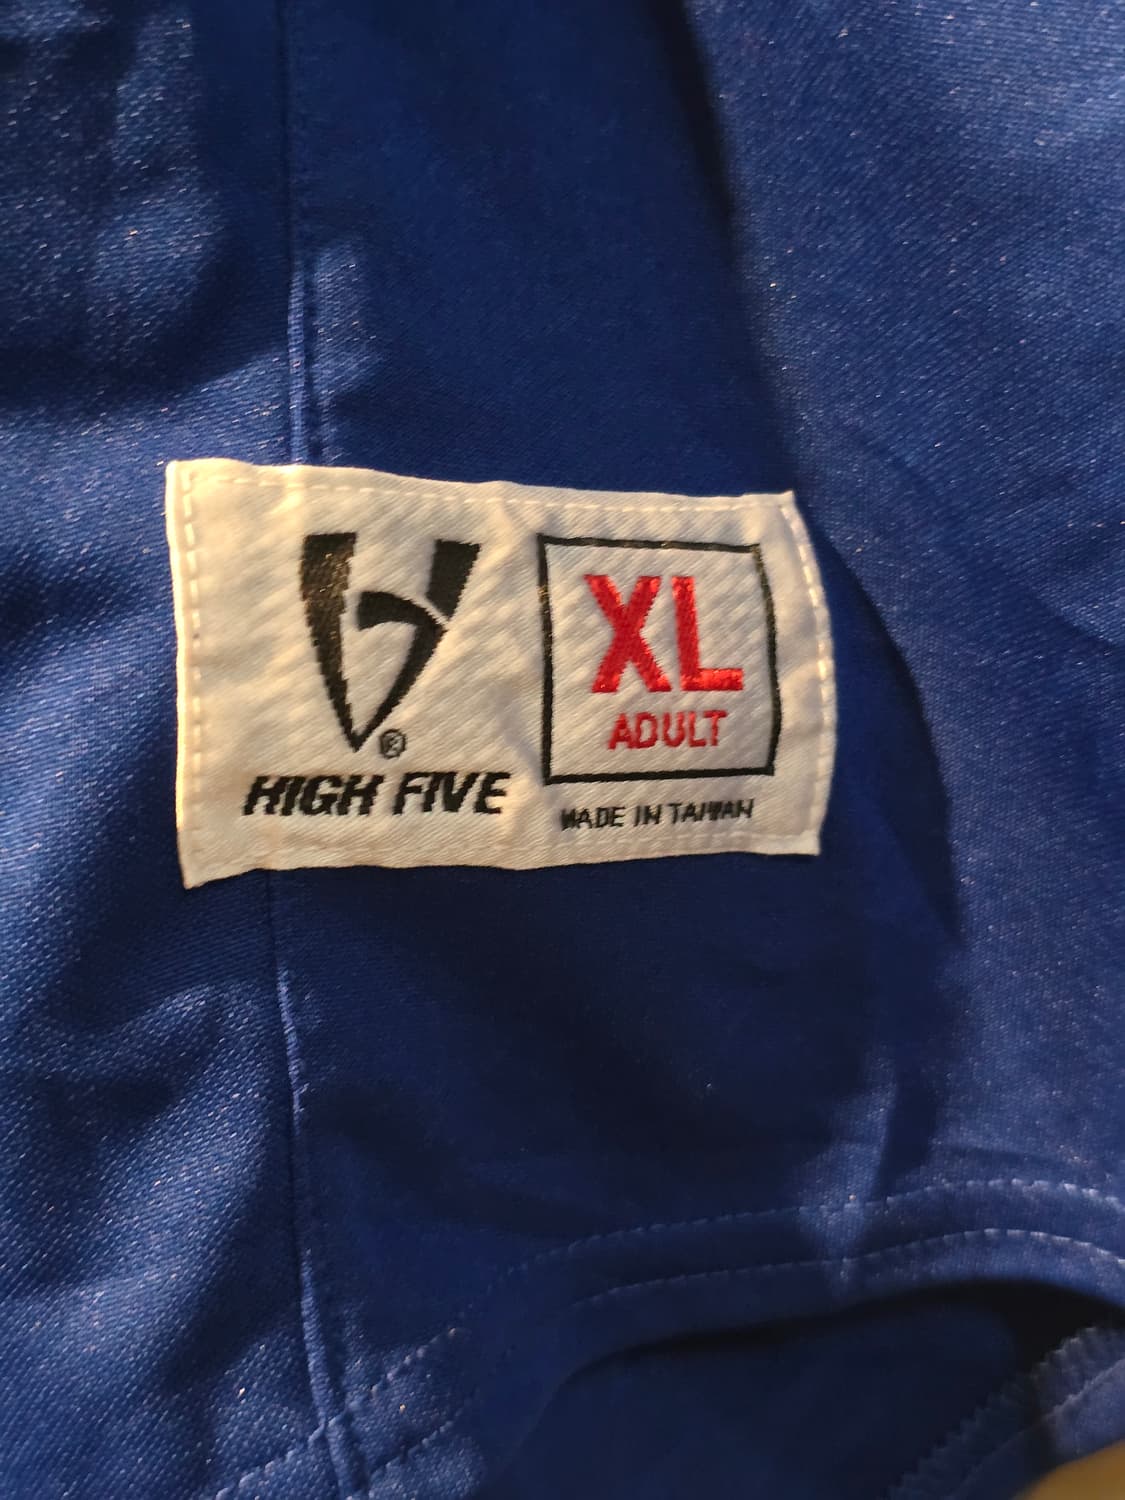 XL
ADULT
®
HIGH FIVE
MADE IN TAIWAN